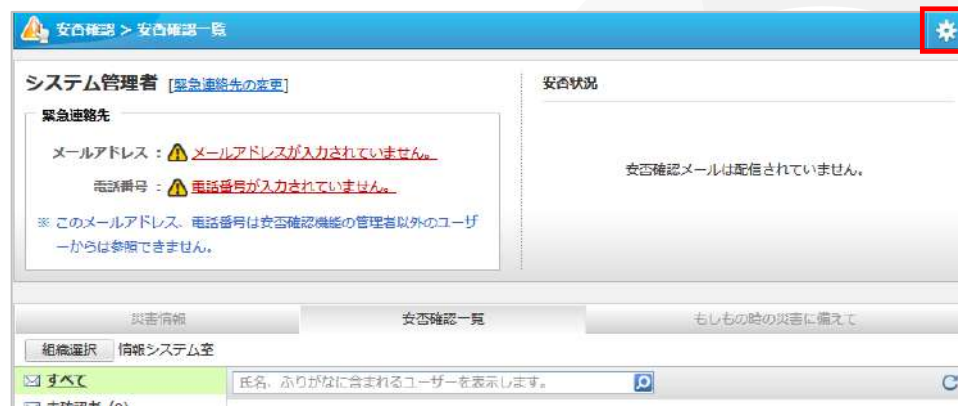 安否確認 > 安否確認一覧
システム管理者 [緊急連絡先の変更]
緊急連絡先
メールアドレス : メールアドレスが入力されていません。
電話番号 : 電話番号が入力されていません。
※ このメールアドレス、電話番号は安否確認機能の管理者以外のユーザ
ーからは参照できません。
安否状況
安否確認メールは配信されていません。
災害情報
安否確認一覧
もしもの時の災害に備えて
組織選択 情報システム室
すべて
氏名、ふりがなに含まれるユーザーを表示します。